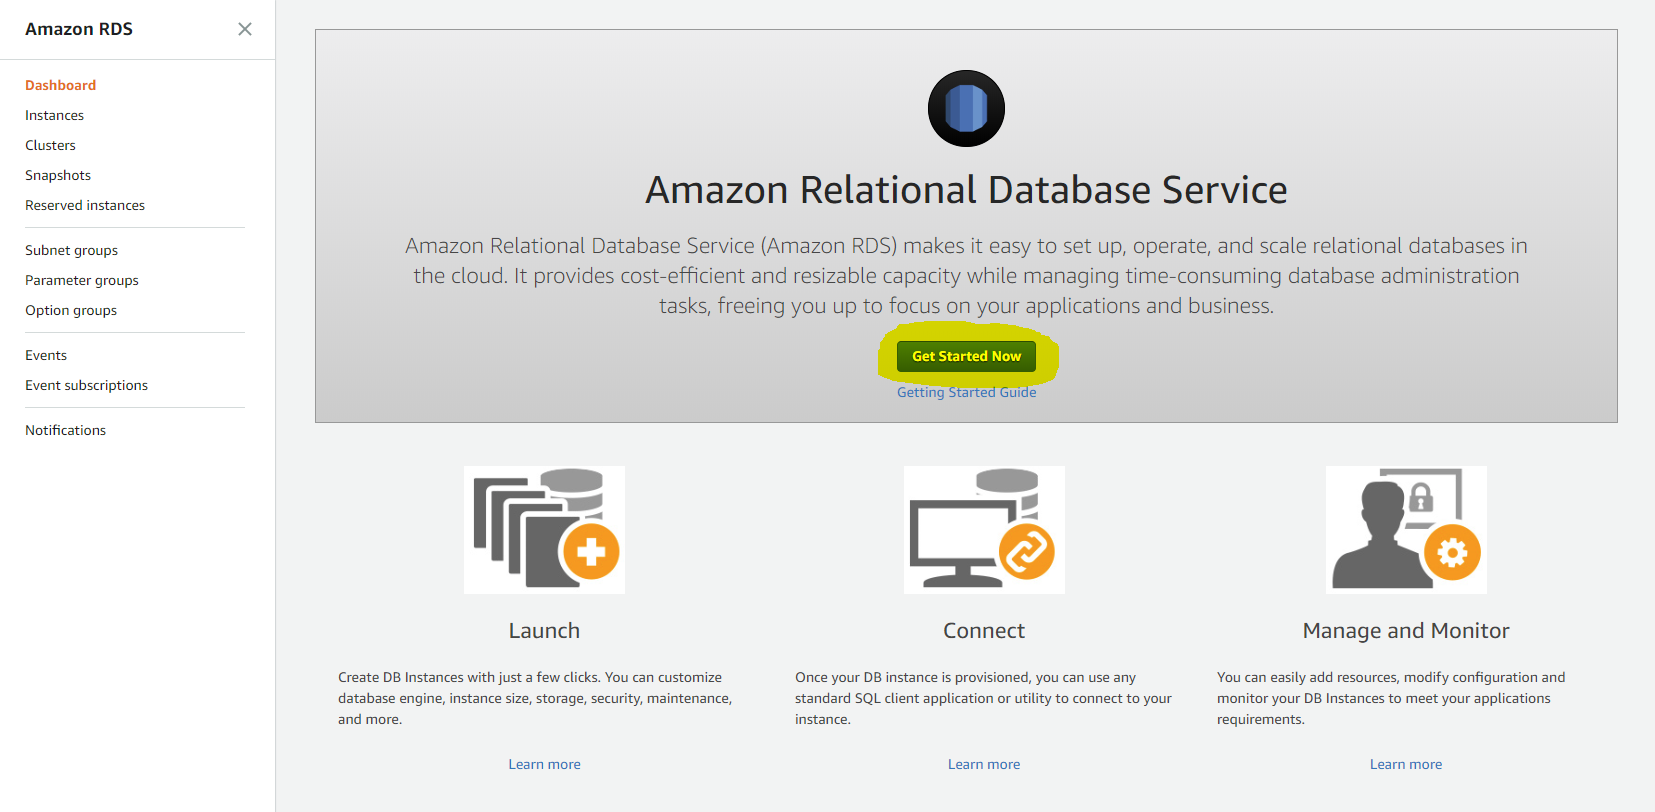 Amazon RDS
Dashboard
Instances
Clusters
Snapshots
Reserved instances
Subnet groups
Parameter groups
Option groups
Events
Event subscriptions
Notifications
Amazon Relational Database Service
Amazon Relational Database Service (Amazon RDS) makes it easy to set up, operate, and scale relational databases in
the cloud. It provides cost-efficient and resizable capacity while managing time-consuming database administration
tasks, freeing you up to focus on your applications and business.
Get Started Now
Getting Started Guide
Launch
Create DB Instances with just a few clicks. You can customize
database engine, instance size, storage, security, maintenance,
and more.
Learn more
Connect
Once your DB instance is provisioned, you can use any
standard SQL client application or utility to connect to your
instance.
Learn more
Manage and Monitor
You can easily add resources, modify configuration and
monitor your DB Instances to meet your applications
requirements.
Learn more